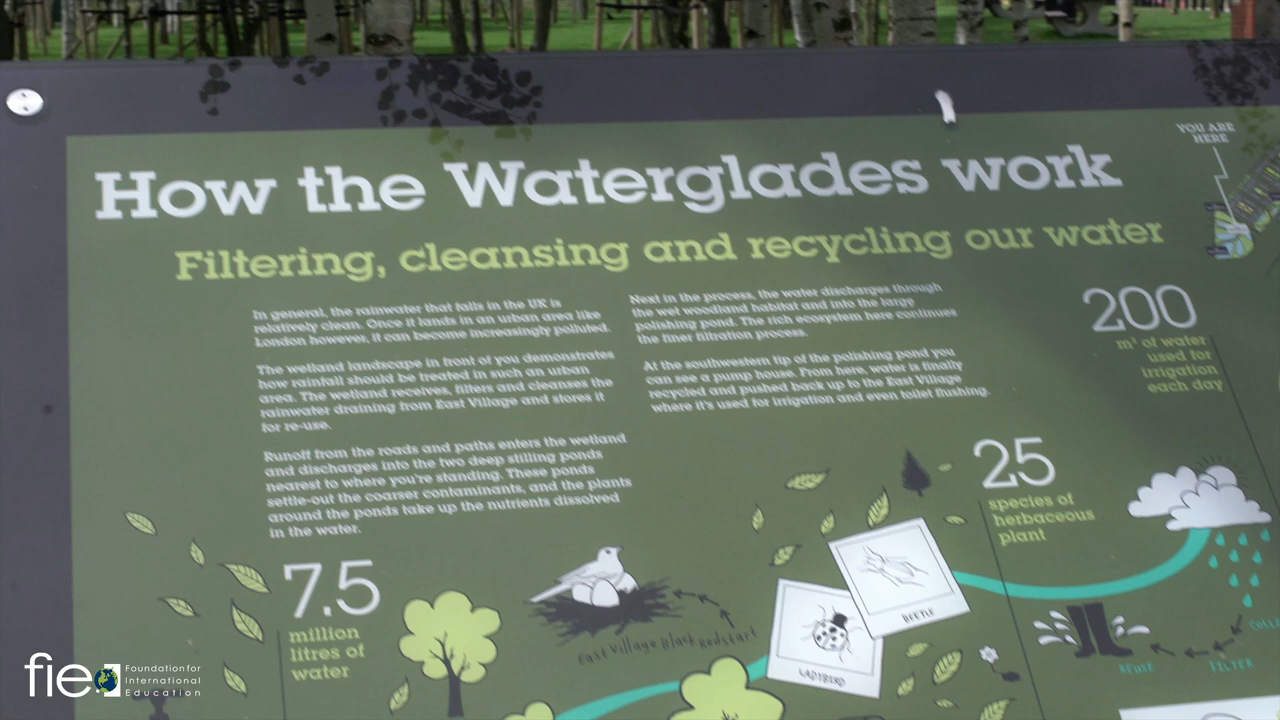 YOU ARE
HERE
How the Waterglades work
Filtering, cleansing and recycling our water
In general, the rainwater that falls in the UK is
relatively clean. Once it lands in an urban area like
London however, it can become increasingly polluted.
The wetland landscape in front of you demonstrates
how rainfall should be treated in such an urban
area. The wetland receives, filters and cleanses the
rainwater draining from East Village and stores it
for re-use.
Runoff from the roads and paths enters the wetland
and discharges into the two deep stilling ponds
nearest to where you're standing. These ponds
settle-out the coarser contaminants, and the plants
around the ponds take up the nutrients dissolved
in the water.
Next in the process, the water discharges through
the wet woodland habitat and into the large
polishing pond. The rich ecosystem here continues
the finer filtration process.
At the southwestern tip of the polishing pond you
can see a pump house. From here, water is finally
recycled and pushed back up to the East Village
where it's used for irrigation and even toilet flushing.
200
m³ of water
used for
irrigation
each day
25
species of
herbaceous
plant
7.5
million
litres of
water
East Village Black Redstart
BEETLE
LADYBIRD
COLLE
REUSE
FILTER
fie
Foundation for
International
Education